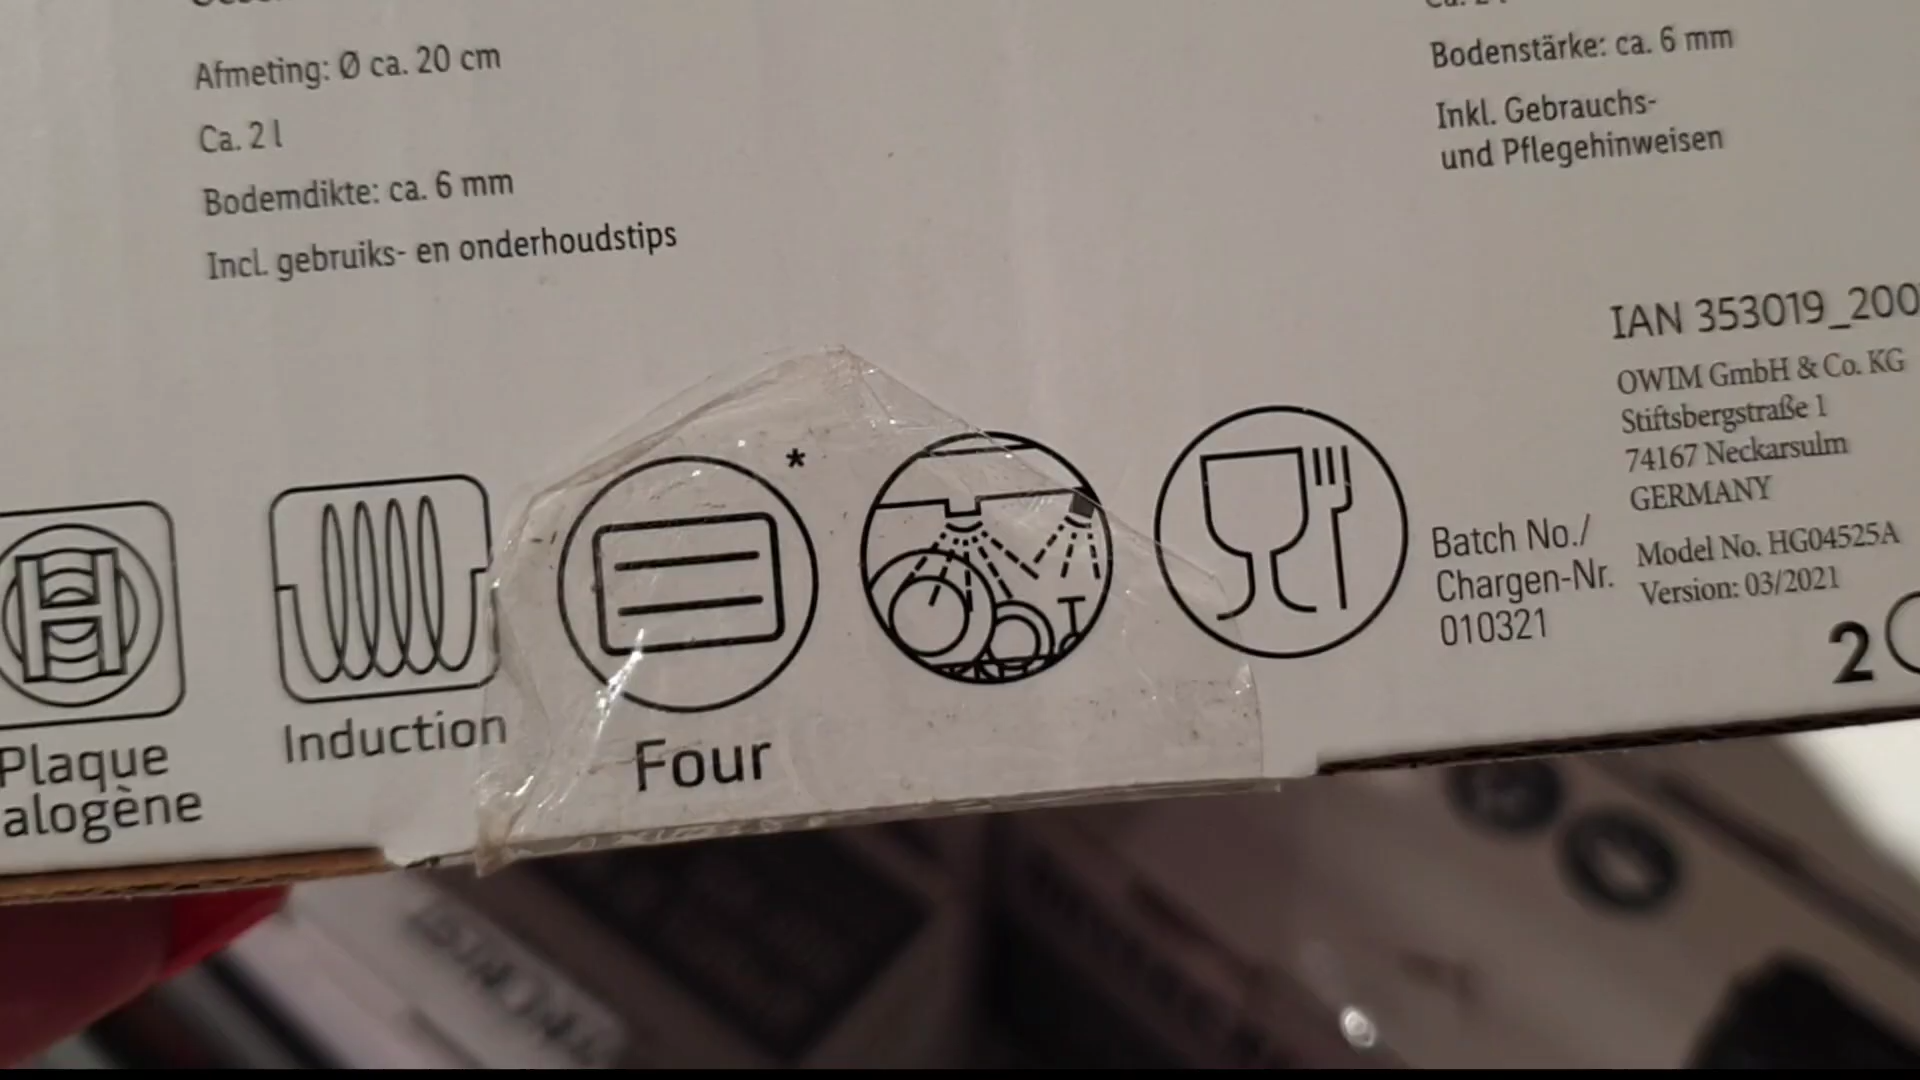 Afmeting: Ø ca. 20 cm
Ca. 2 l
Bodemdikte: ca. 6 mm
Incl. gebruiks- en onderhoudstips
Bodenstärke: ca. 6 mm
Inkl. Gebrauchs-
und Pflegehinweisen
IAN 353019_200
OWIM GmbH & Co. KG
Stiftsbergstraße 1
74167 Neckarsulm
GERMANY
Model No. HG04525A
Version: 03/2021
Batch No./
Chargen-Nr.
010321
2
*
Plaque
alogène
Induction
Four